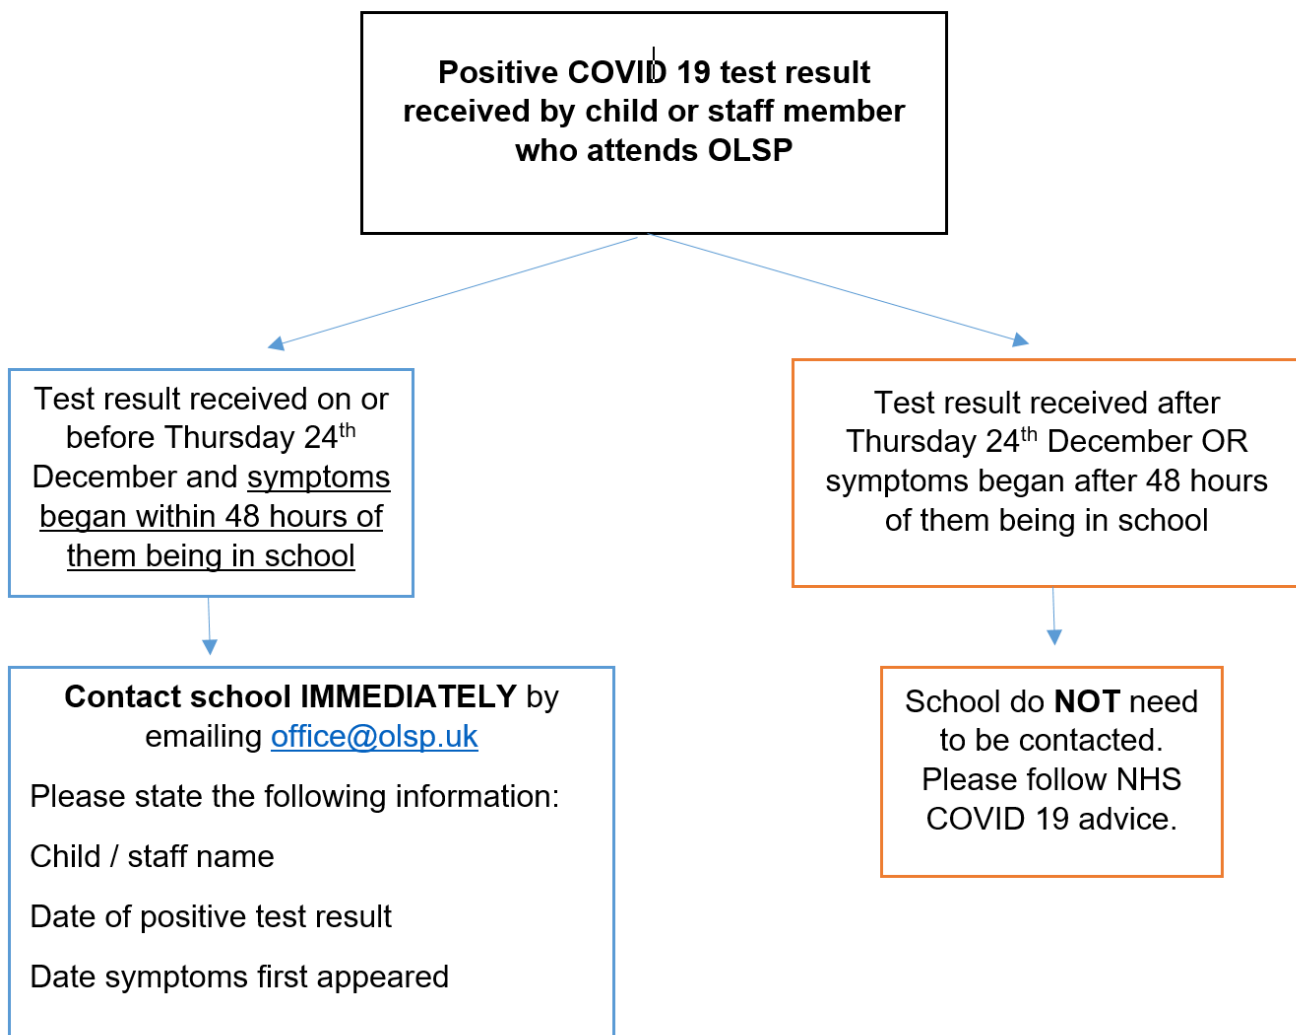 Positive COVID 19 test result
received by child or staff member
who attends OLSP
Test result received on or
before Thursday 24th
December and symptoms
began within 48 hours of
them being in school
Test result received after
Thursday 24th December OR
symptoms began after 48 hours
of them being in school
Contact school IMMEDIATELY by
emailing office@olsp.uk
Please state the following information:
Child / staff name
Date of positive test result
Date symptoms first appeared
School do NOT need
to be contacted.
Please follow NHS
COVID 19 advice.